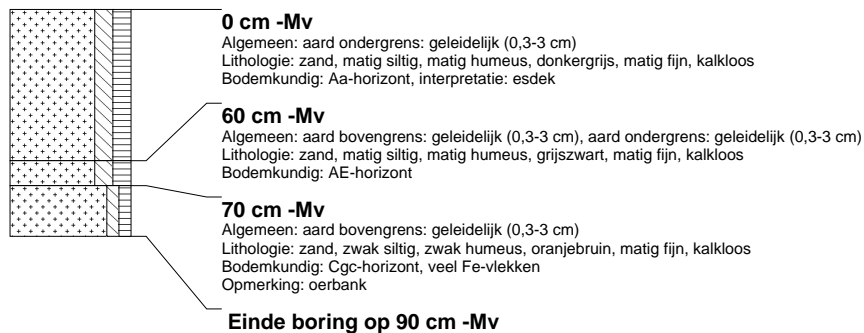 0 cm -Mv
Algemeen: aard ondergrens: geleidelijk (0,3-3 cm)
Lithologie: zand, matig siltig, matig humeus, donkergrijs, matig fijn, kalkloos
Bodemkundig: Aa-horizont, interpretatie: esdek
60 cm -Mv
Algemeen: aard bovengrens: geleidelijk (0,3-3 cm), aard ondergrens: geleidelijk (0,3-3 cm)
Lithologie: zand, matig siltig, matig humeus, grijszwart, matig fijn, kalkloos
Bodemkundig: AE-horizont
70 cm -Mv
Algemeen: aard bovengrens: geleidelijk (0,3-3 cm)
Lithologie: zand, zwak siltig, zwak humeus, oranjebruin, matig fijn, kalkloos
Bodemkundig: Cgc-horizont, veel Fe-vlekken
Opmerking: oerbank
Einde boring op 90 cm -Mv